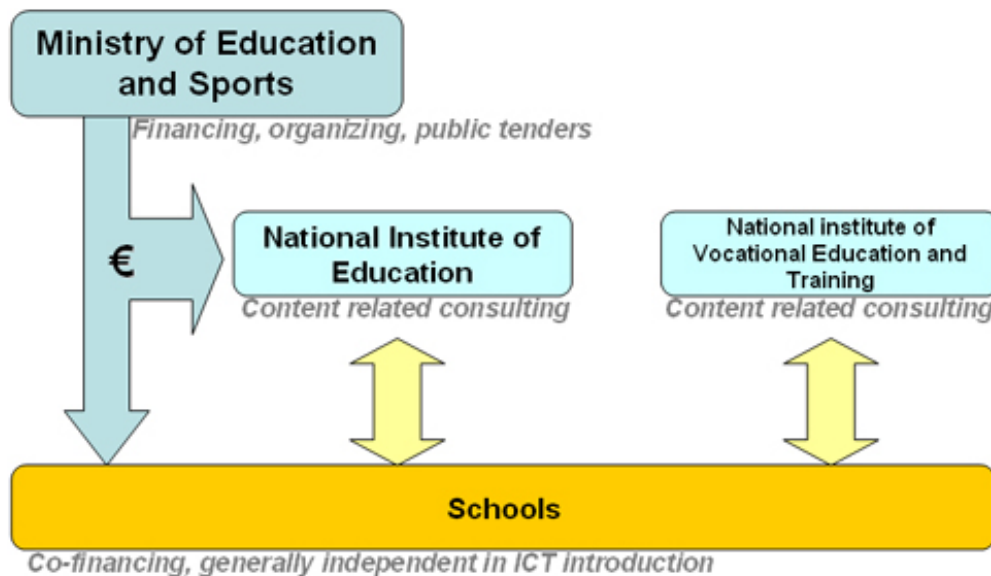 Ministry of Education
and Sports
Financing, organizing, public tenders
€
National Institute of
Education
Content related consulting
National institute of
Vocational Education and
Training
Content related consulting
Schools
Co-financing, generally independent in ICT introduction